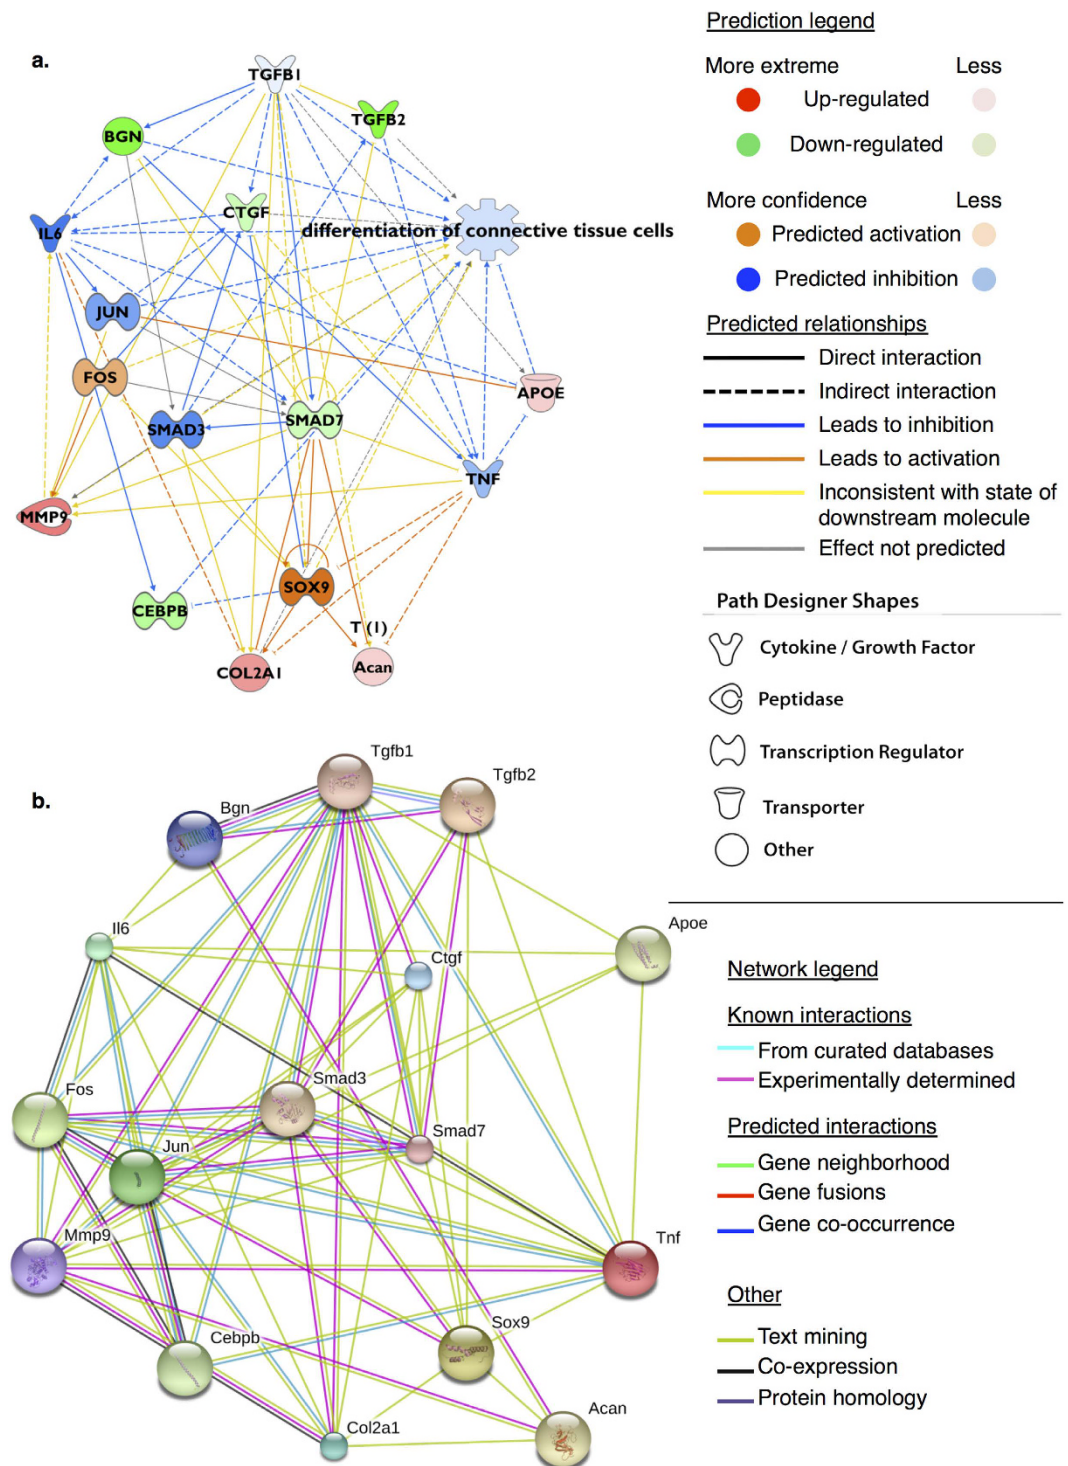 a.
TGFB1
TGFB2
BGN
CTGF
IL6
differentiation of connective tissue cells
JUN
FOS
APOE
SMAD3
SMAD7
TNF
MMP9
SOX9
CEBPB
T (1)
COL2A1
Acan
Prediction legend
More extreme Less
Up-regulated
Down-regulated
More confidence Less
Predicted activation
Predicted inhibition
Predicted relationships
Direct interaction
Indirect interaction
Leads to inhibition
Leads to activation
Inconsistent with state of
downstream molecule
Effect not predicted
Path Designer Shapes
Cytokine / Growth Factor
Peptidase
Transcription Regulator
Transporter
Other
b.
Tgfb1
Tgfb2
Bgn
Il6
Ctgf
Apoe
Fos
Smad3
Smad7
Jun
Mmp9
Tnf
Cebpb
Sox9
Col2a1
Acan
Network legend
Known interactions
From curated databases
Experimentally determined
Predicted interactions
Gene neighborhood
Gene fusions
Gene co-occurrence
Other
Text mining
Co-expression
Protein homology